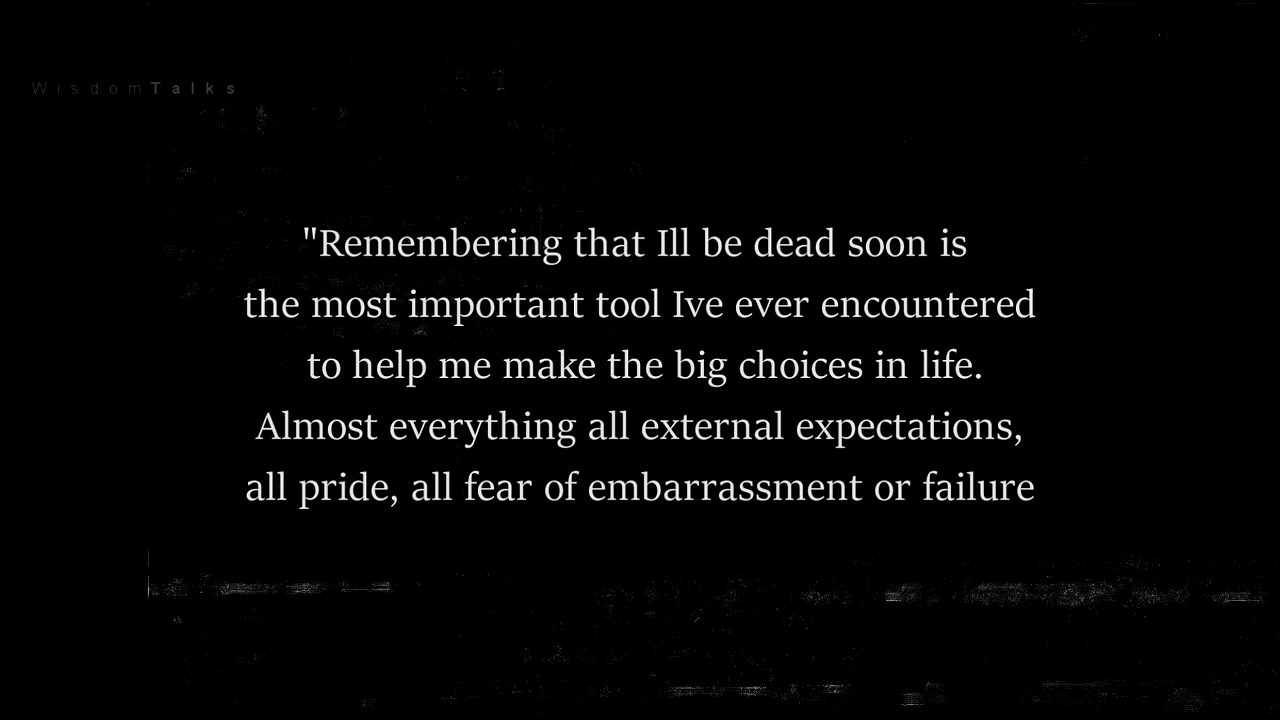 WisdomTalks
"Remembering that Ill be dead soon is
the most important tool Ive ever encountered
to help me make the big choices in life.
Almost everything all external expectations,
all pride, all fear of embarrassment or failure